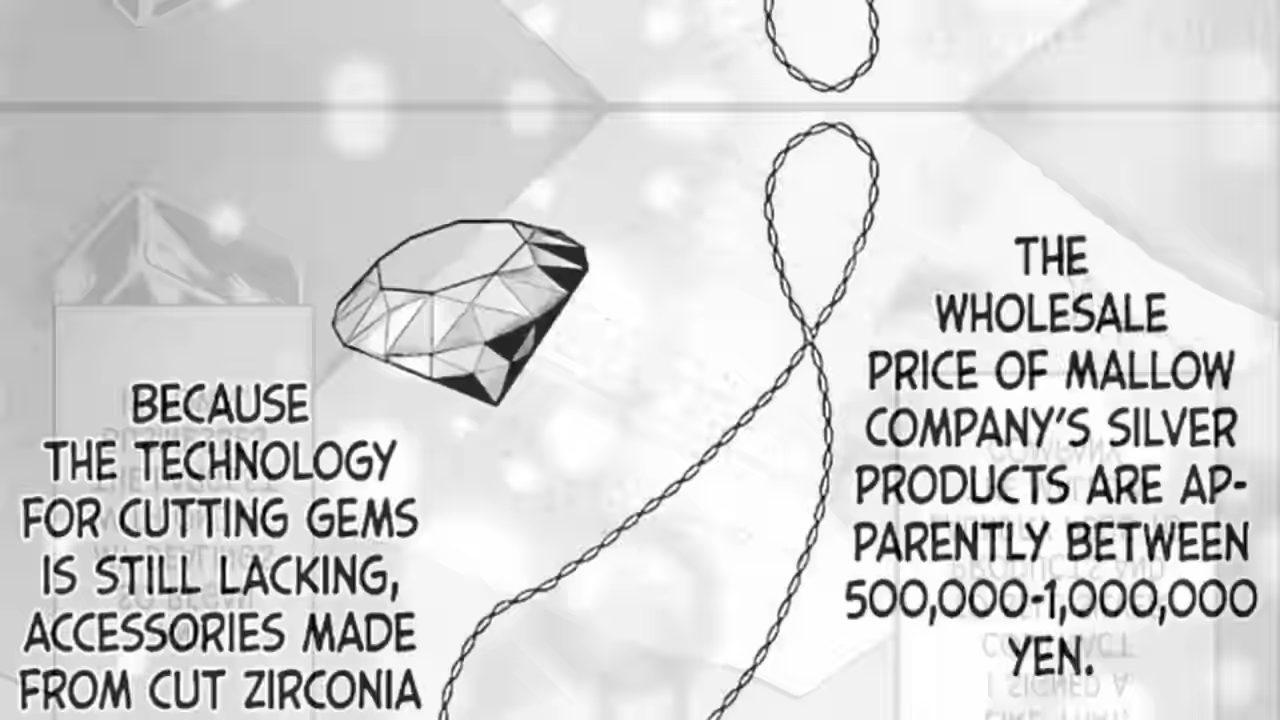 THE
WHOLESALE
PRICE OF MALLOW
COMPANY'S SILVER
PRODUCTS ARE AP-
PARENTLY BETWEEN
500,000-1,000,000
YEN.
BECAUSE
THE TECHNOLOGY
FOR CUTTING GEMS
IS STILL LACKING,
ACCESSORIES MADE
FROM CUT ZIRCONIA